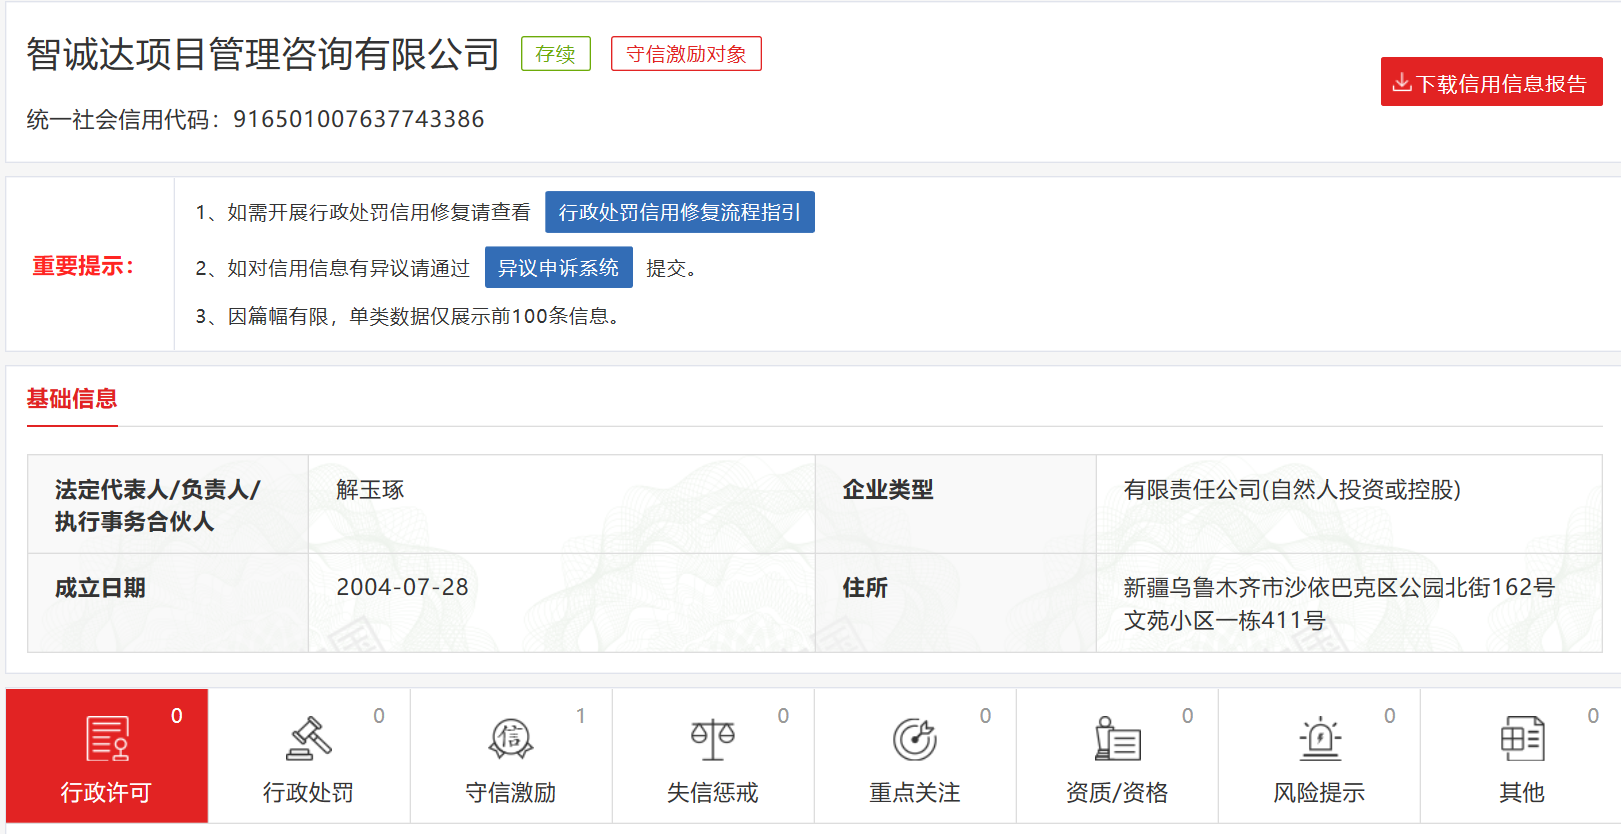 智诚达项目管理咨询有限公司 存续 守信激励对象
下载信用信息报告
统一社会信用代码：916501007637743386
重要提示：
1、如需开展行政处罚信用修复请查看 行政处罚信用修复流程指引
2、如对信用信息有异议请通过 异议申诉系统 提交。
3、因篇幅有限，单类数据仅展示前100条信息。
基础信息
法定代表人/负责人/
执行事务合伙人
解玉琢
企业类型
有限责任公司(自然人投资或控股)
成立日期
2004-07-28
住所
新疆乌鲁木齐市沙依巴克区公园北街162号
文苑小区一栋411号
0
行政许可
0
行政处罚
1
信
守信激励
0
失信惩戒
0
重点关注
0
资质/资格
0
风险提示
0
其他